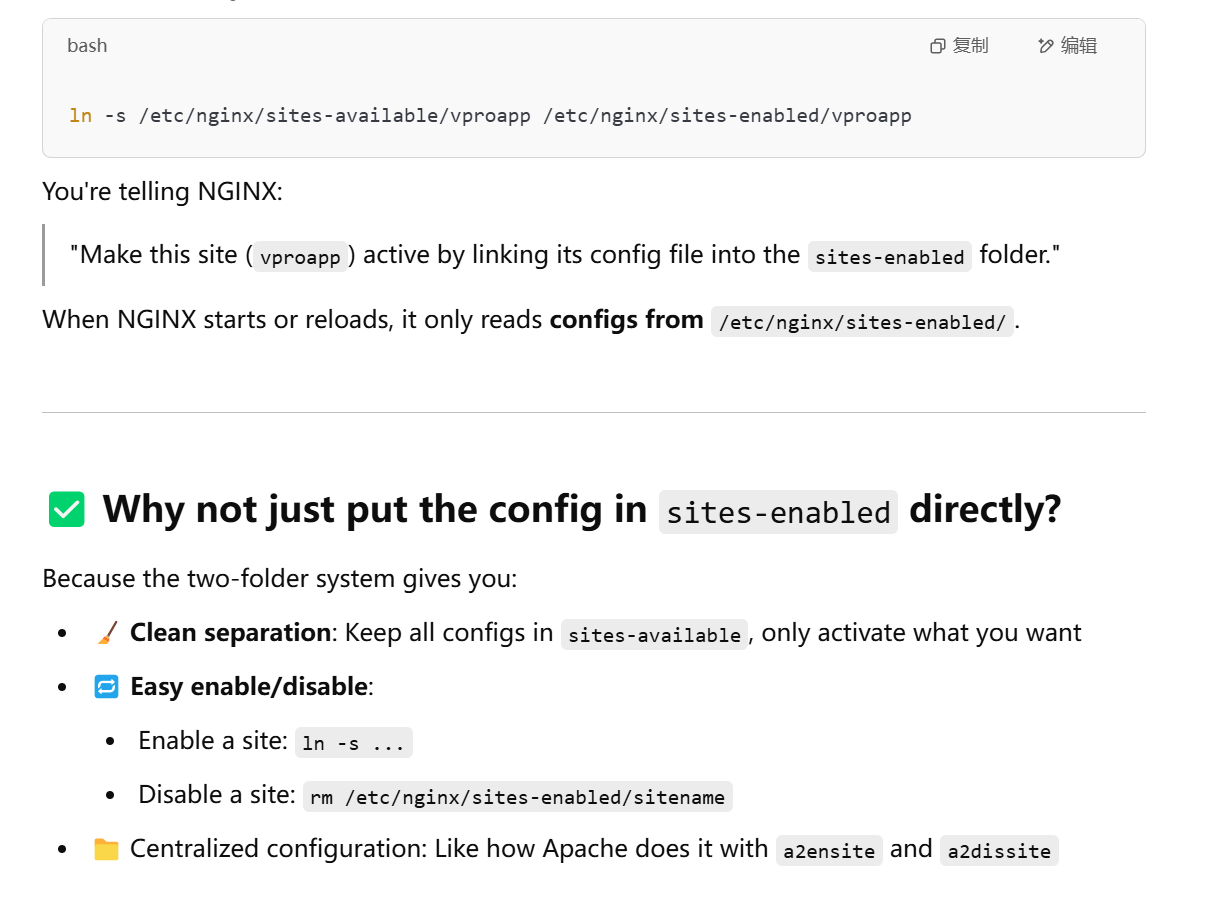 bash
复制
编辑
ln -s /etc/nginx/sites-available/vproapp /etc/nginx/sites-enabled/vproapp
You're telling NGINX:
"Make this site (vproapp) active by linking its config file into the sites-enabled folder."
When NGINX starts or reloads, it only reads configs from /etc/nginx/sites-enabled/.
Why not just put the config in sites-enabled directly?
Because the two-folder system gives you:
Clean separation: Keep all configs in sites-available, only activate what you want
Easy enable/disable:
Enable a site: ln -s ...
Disable a site: rm /etc/nginx/sites-enabled/sitename
Centralized configuration: Like how Apache does it with a2ensite and a2dissite